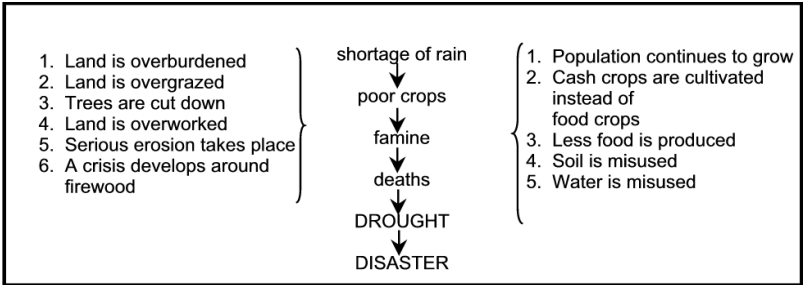 1. Land is overburdened
2. Land is overgrazed
3. Trees are cut down
4. Land is overworked
5. Serious erosion takes place
6. A crisis develops around
firewood
shortage of rain
poor crops
famine
deaths
DROUGHT
DISASTER
1. Population continues to grow
2. Cash crops are cultivated
instead of
food crops
3. Less food is produced
4. Soil is misused
5. Water is misused